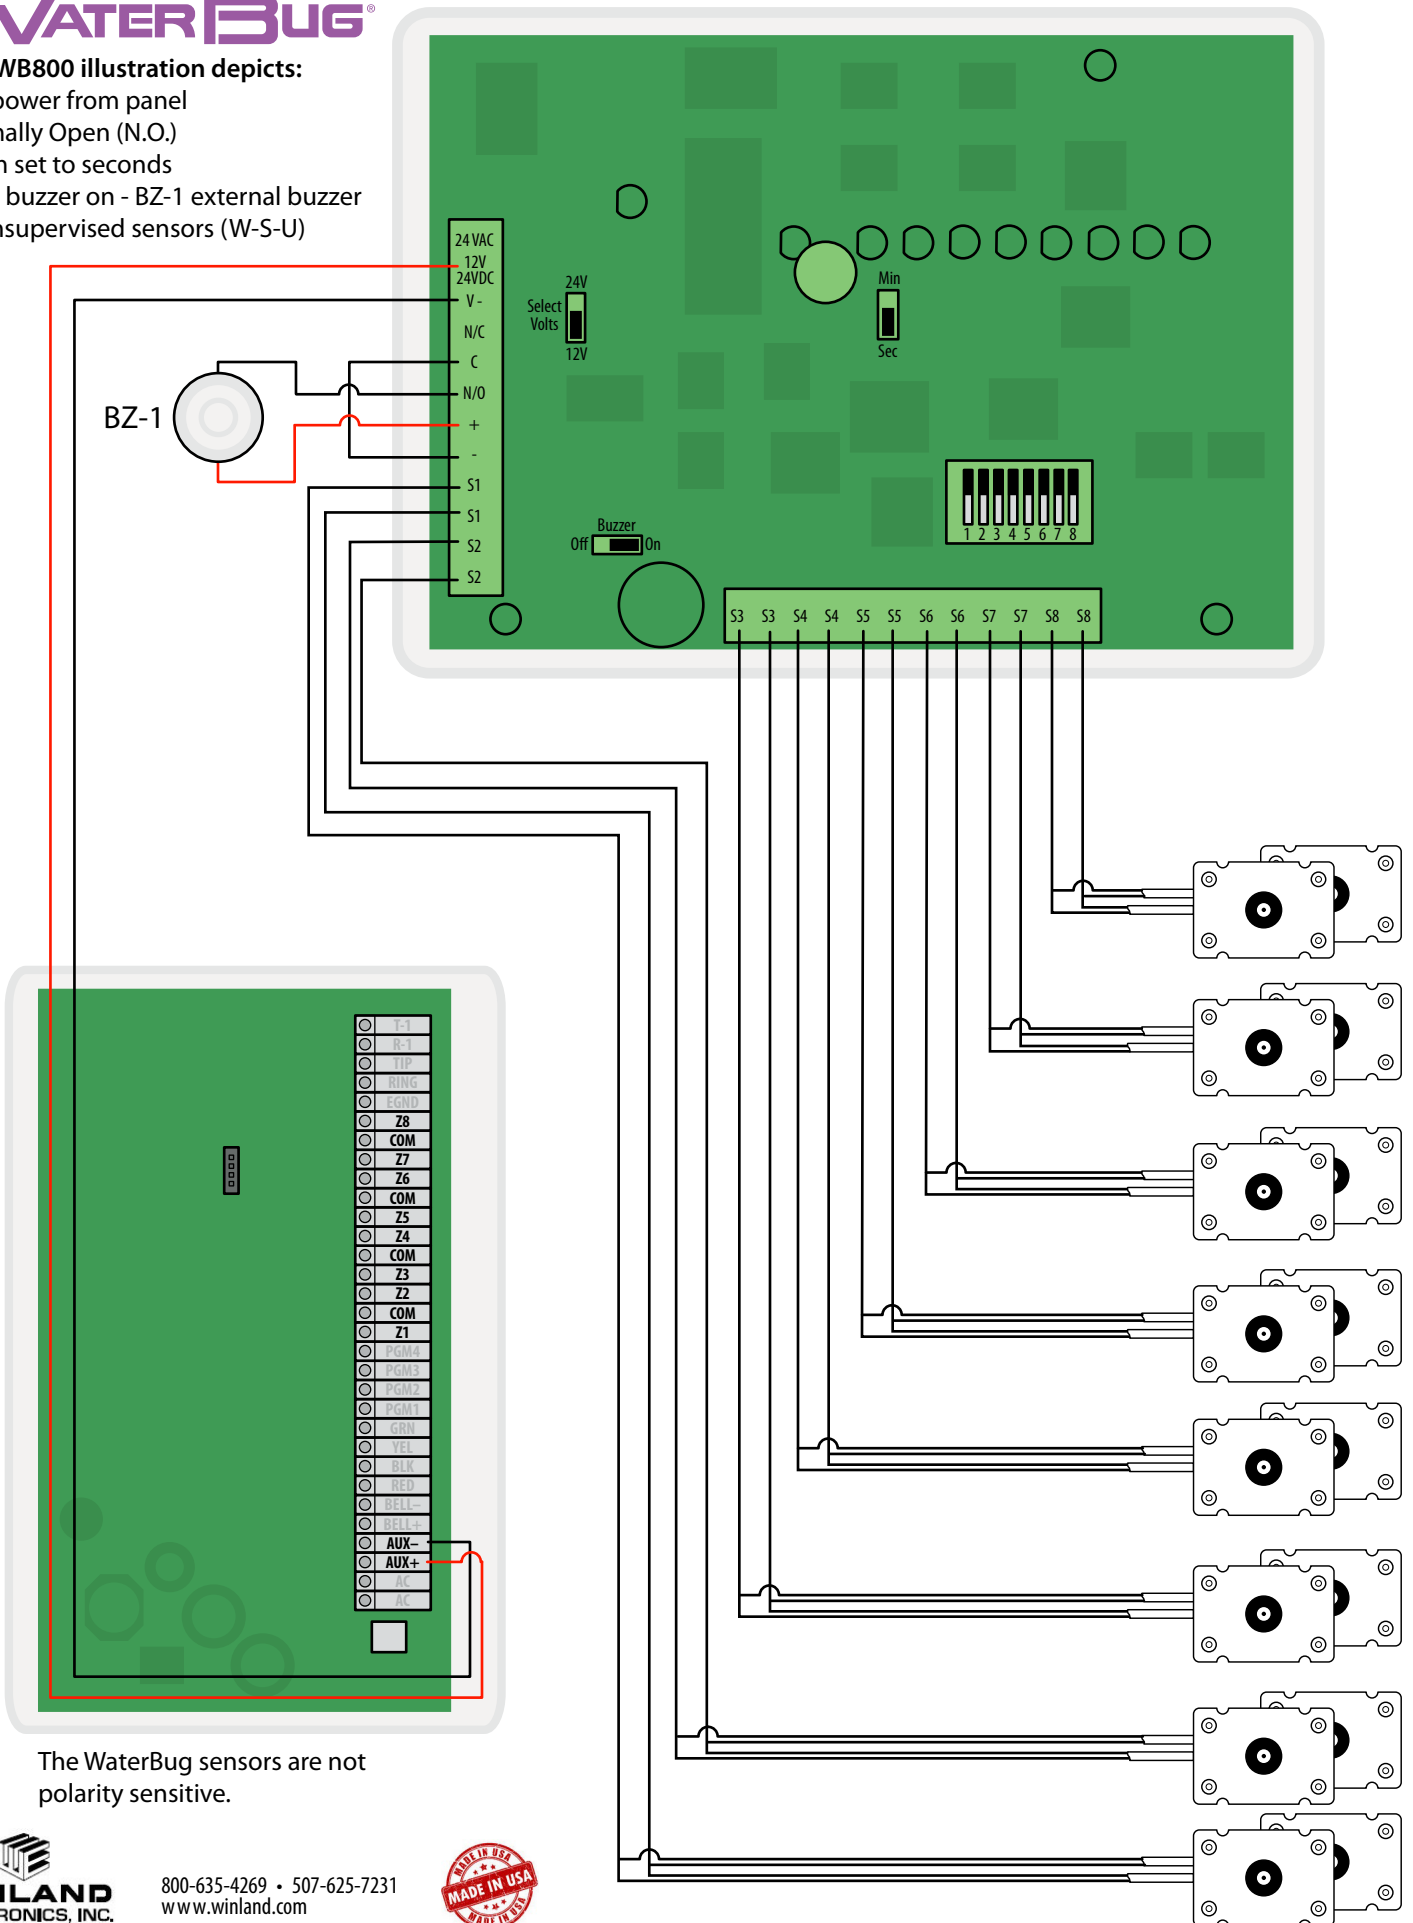 WATERBUG®
WB800 illustration depicts:
power from panel
nally Open (N.O.)
n set to seconds
buzzer on - BZ-1 external buzzer
nsupervised sensors (W-S-U)
24 VAC
12V
24VDC
V -
N/C
C
N/O
+
-
S1
S1
S2
S2
24V
Select
Volts
12V
Min
Sec
BZ-1
Buzzer
Off
On
1 2 3 4 5 6 7 8
S3 S3 S4 S4 S5 S5 S6 S6 S7 S7 S8 S8
T-1
R-1
TIP
RING
EGND
Z8
COM
Z7
Z6
COM
Z5
Z4
COM
Z3
Z2
COM
Z1
PGM4
PGM3
PGM2
PGM1
GRN
YEL
BLK
RED
BELL–
BELL+
AUX–
AUX+
AC
AC
The WaterBug sensors are not
polarity sensitive.
NLAND
RONICS, INC.
800-635-4269 • 507-625-7231
www.winland.com
MADE IN USA
MADE IN USA
MADE IN USA